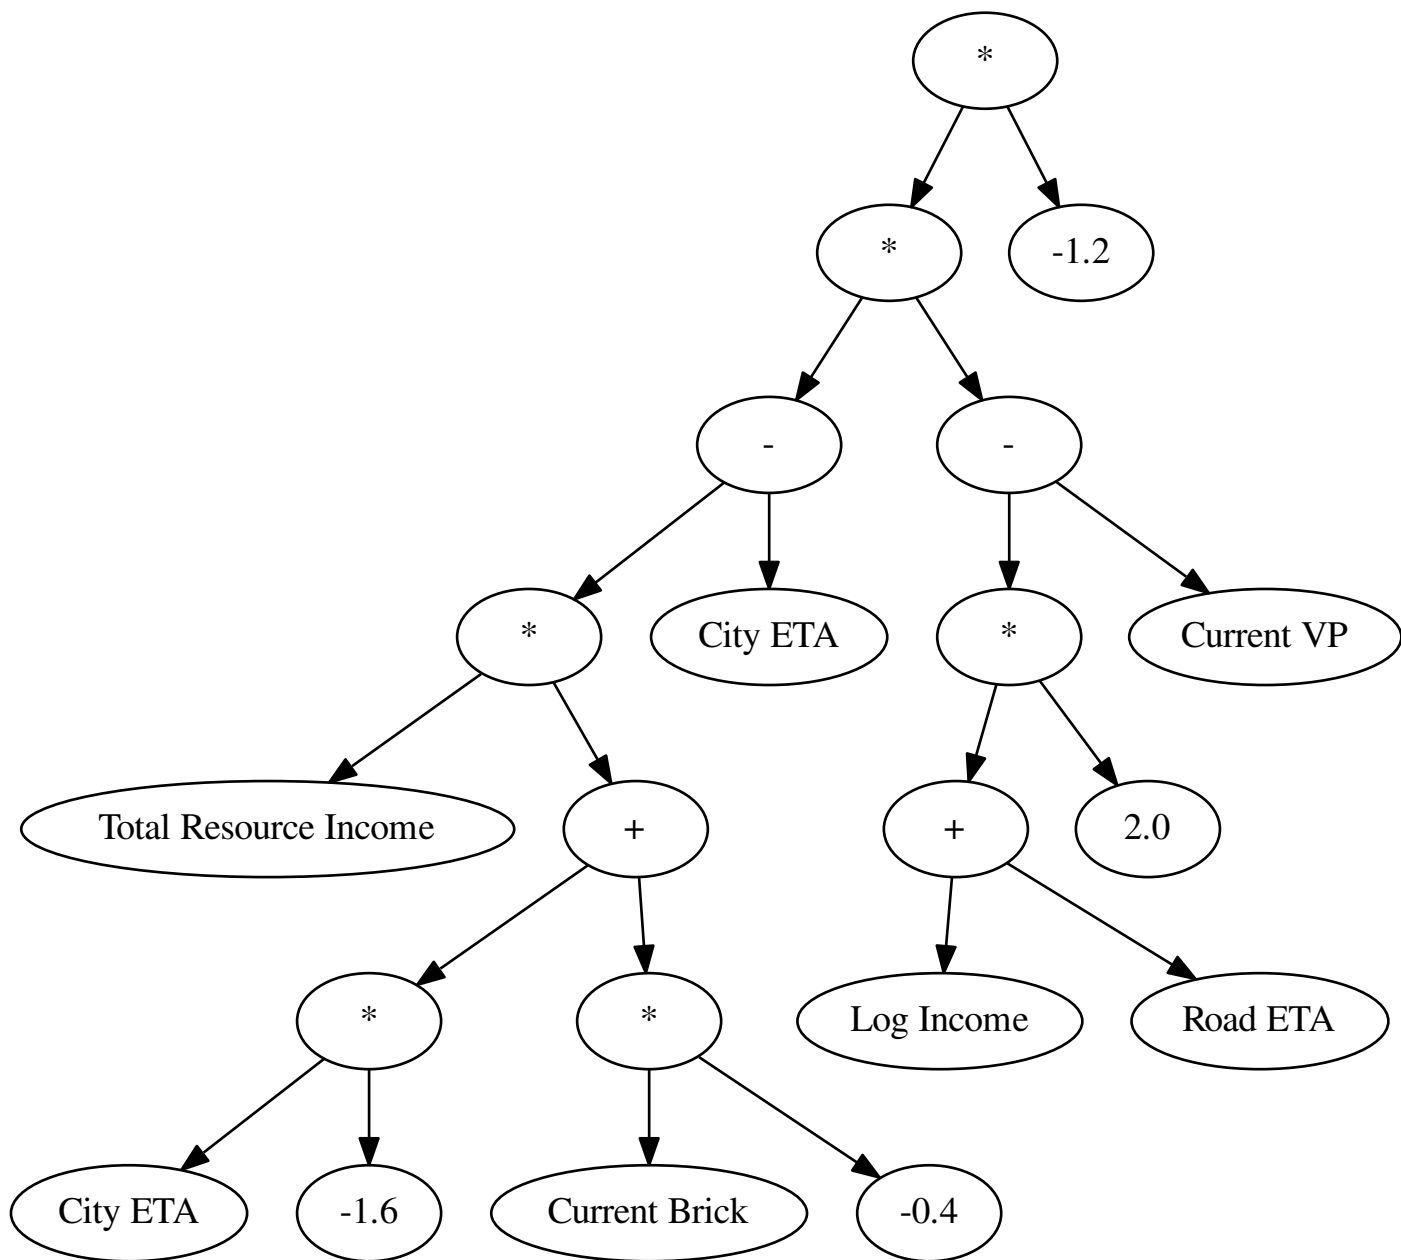 *
*
-1.2
-
-
*
City ETA
*
Current VP
Total Resource Income
+
+
2.0
*
*
Log Income
Road ETA
City ETA
-1.6
Current Brick
-0.4